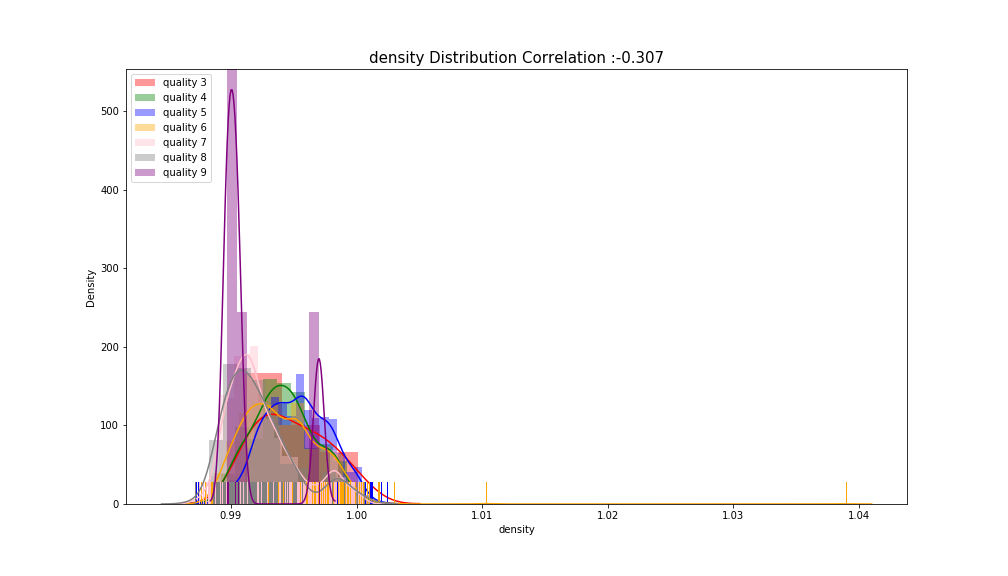 density Distribution Correlation :-0.307
quality 3
quality 4
quality 5
quality 6
quality 7
quality 8
quality 9
Density
500
400
300
200
100
0
0.99
1.00
1.01
1.02
1.03
1.04
density